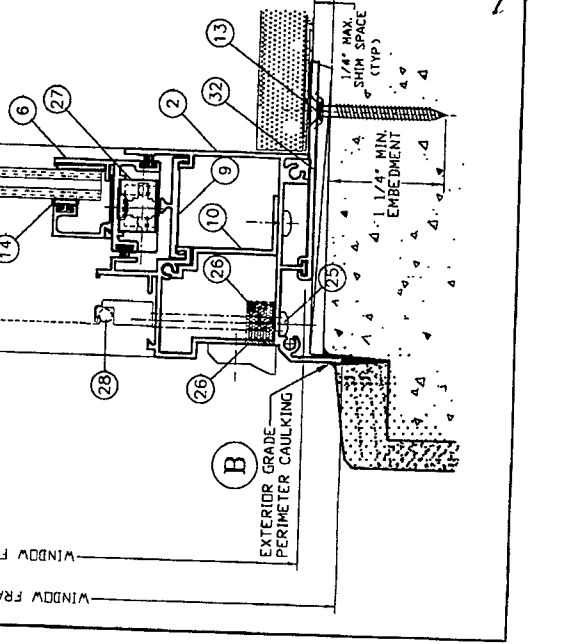 13
1/4" MAX.
SHIM SPACE
(TYP)
6
27
2
32
9
14
10
26
1 1/4" MIN.
EMBEDMENT
25
28
26
B
EXTERIOR GRADE
PERIMETER CAULKING
WINDOW F
WINDOW FRA